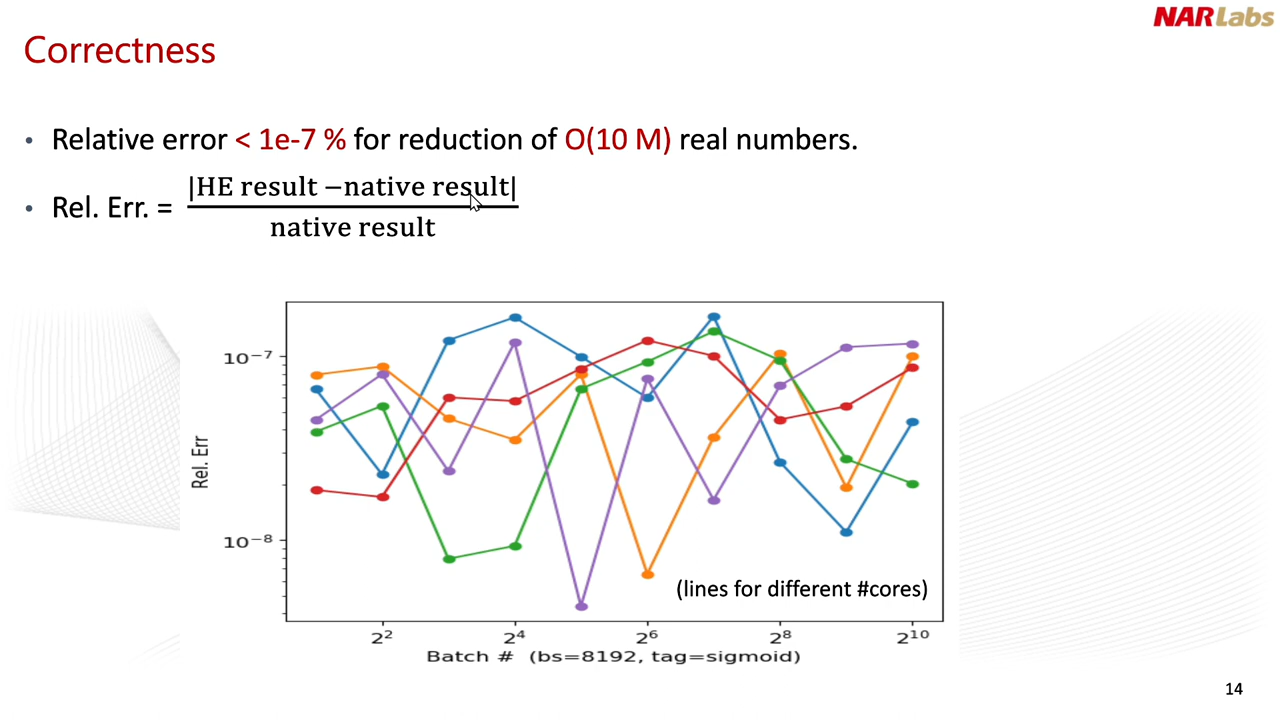 NARLabs
Correctness
• Relative error < 1e-7 % for reduction of O(10 M) real numbers.
• Rel. Err. = |HE result −native result|
native result
10⁻⁷
10⁻⁸
Rel. Err
(lines for different #cores)
2² 2⁴ 2⁶ 2⁸ 2¹⁰
Batch # (bs=8192, tag=sigmoid)
14